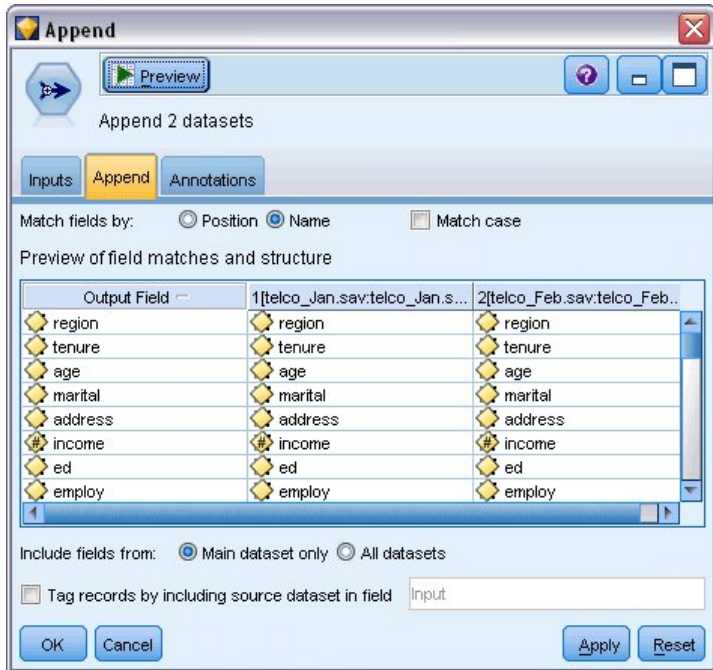 Append
Preview
Append 2 datasets
Inputs Append Annotations
Match fields by: Position Name Match case
Preview of field matches and structure
Output Field 1[telco_Jan.sav:telco_Jan.s... 2[telco_Feb.sav:telco_Feb..
region region region
tenure tenure tenure
age age age
marital marital marital
address address address
income income income
ed ed ed
employ employ employ
Include fields from: Main dataset only All datasets
Tag records by including source dataset in field Input
OK Cancel Apply Reset